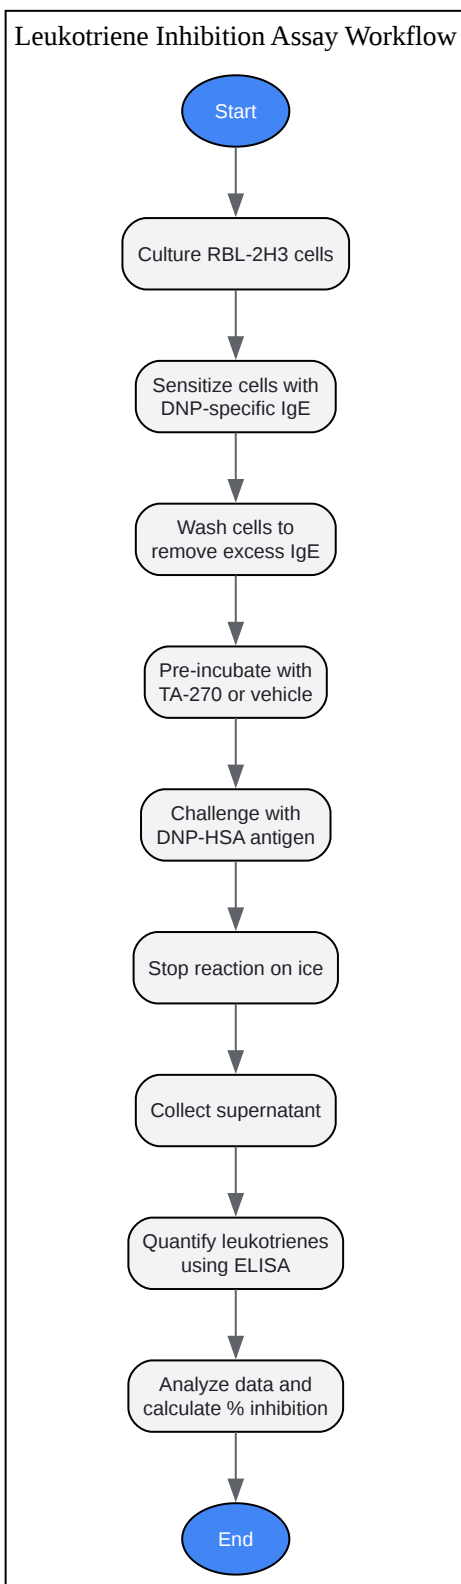 Leukotriene Inhibition Assay Workflow
Start
Culture RBL-2H3 cells
Sensitize cells with
DNP-specific IgE
Wash cells to
remove excess IgE
Pre-incubate with
TA-270 or vehicle
Challenge with
DNP-HSA antigen
Stop reaction on ice
Collect supernatant
Quantify leukotrienes
using ELISA
Analyze data and
calculate % inhibition
End